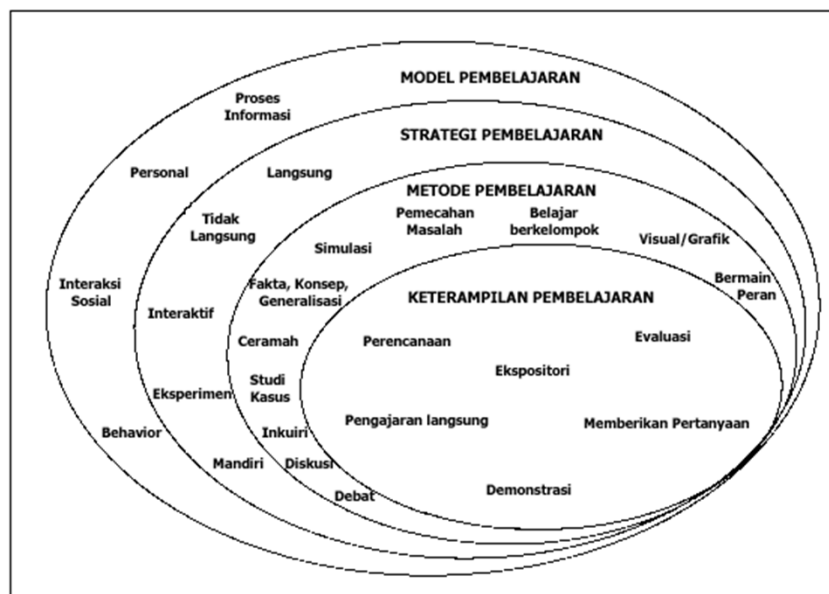 MODEL PEMBELAJARAN
Proses
Informasi
Personal
Interaksi
Sosial
Behavior
STRATEGI PEMBELAJARAN
Langsung
Tidak
Langsung
Interaktif
Eksperimen
Mandiri
METODE PEMBELAJARAN
Pemecahan
Masalah
Belajar
berkelompok
Visual/Grafik
Bermain
Peran
Simulasi
Fakta, Konsep,
Generalisasi
Ceramah
Studi
Kasus
Inkuiri
Diskusi
Debat
KETERAMPILAN PEMBELAJARAN
Perencanaan
Evaluasi
Ekspositori
Pengajaran langsung
Memberikan Pertanyaan
Demonstrasi